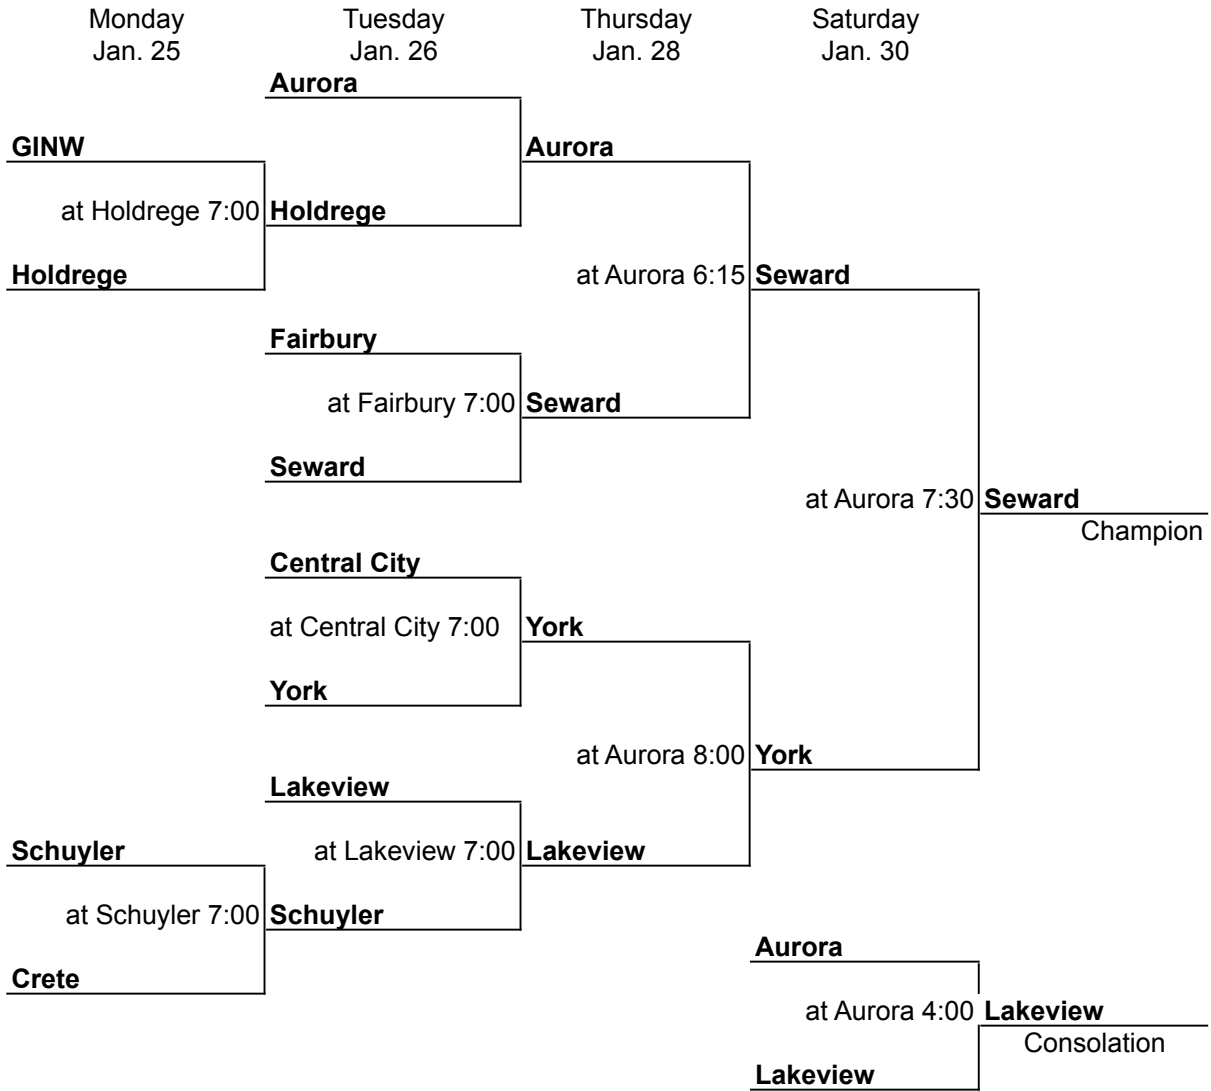 Monday Tuesday Thursday Saturday
Jan. 25 Jan. 26 Jan. 28 Jan. 30
Aurora
GINW Aurora
at Holdrege 7:00 Holdrege
Holdrege at Aurora 6:15 Seward
Fairbury
at Fairbury 7:00 Seward
Seward
at Aurora 7:30 Seward
Champion
Central City
at Central City 7:00 York
York
at Aurora 8:00 York
Lakeview
Schuyler at Lakeview 7:00 Lakeview
at Schuyler 7:00 Schuyler
Aurora
Crete
at Aurora 4:00 Lakeview
Consolation
Lakeview